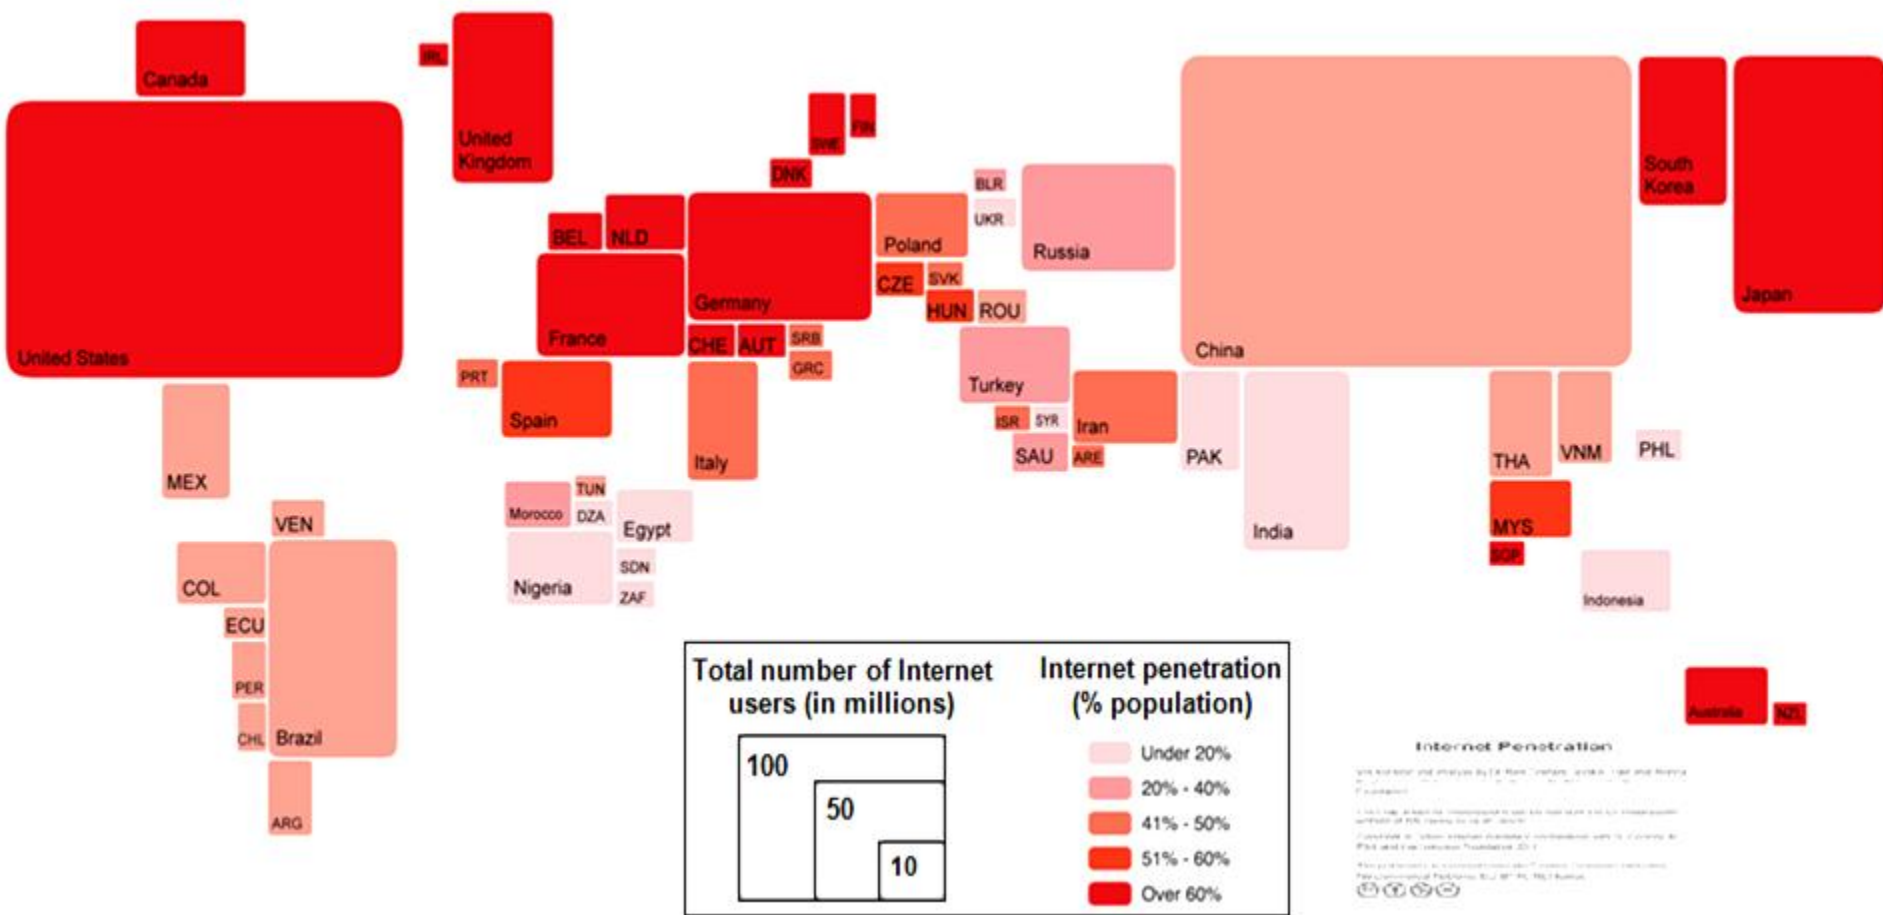 Canada
IRL
United
Kingdom
SWE
FIN
DNK
BEL
NLD
Germany
France
CHE
AUT
SRB
GRC
Poland
CZE
SVK
HUN
ROU
BLR
UKR
Russia
China
South
Korea
Japan
United States
PRT
Spain
Italy
Turkey
ISR
SYR
Iran
SAU
ARE
PAK
India
THA
VNM
PHL
MYS
SGP
Indonesia
MEX
VEN
COL
ECU
PER
CHL
Brazil
ARG
Morocco
TUN
DZA
Egypt
Nigeria
SDN
ZAF
Australia
NZL
Total number of Internet
users (in millions)
100
50
10
Internet penetration
(% population)
Under 20%
20% - 40%
41% - 50%
51% - 60%
Over 60%
Internet Penetration